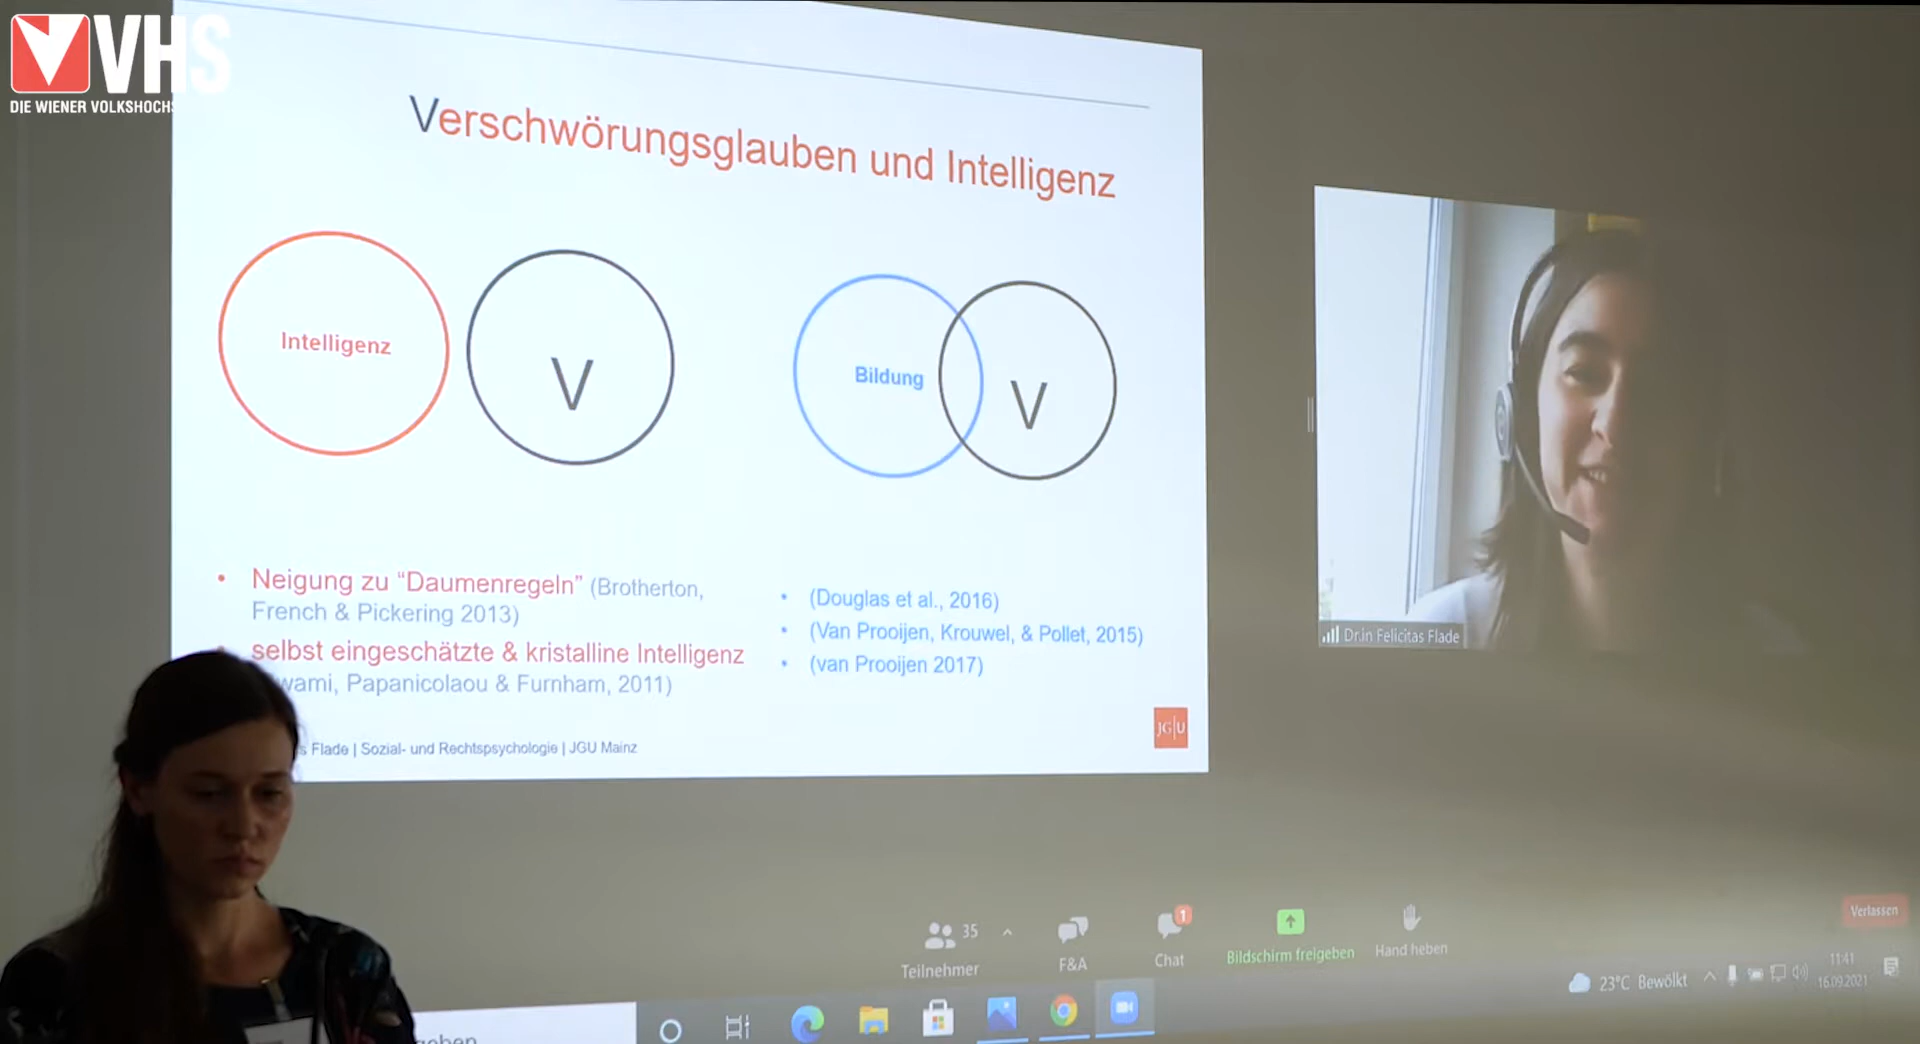 VHS
DIE WIENER VOLKSHOCHS
Verschwörungsglauben und Intelligenz
Intelligenz
V
Bildung
V
• Neigung zu “Daumenregeln” (Brotherton,
French & Pickering 2013)
selbst eingeschätzte & kristalline Intelligenz
wami, Papanicolaou & Furnham, 2011)
• (Douglas et al., 2016)
• (Van Prooijen, Krouwel, & Pollet, 2015)
• (van Prooijen 2017)
s Flade | Sozial- und Rechtspsychologie | JGU Mainz
JG|U
Dr.in Felicitas Flade
35
Teilnehmer
F&A
1
Chat
Bildschirm freigeben
Hand heben
Verlassen
23°C Bewölkt
11:41
16.09.2021